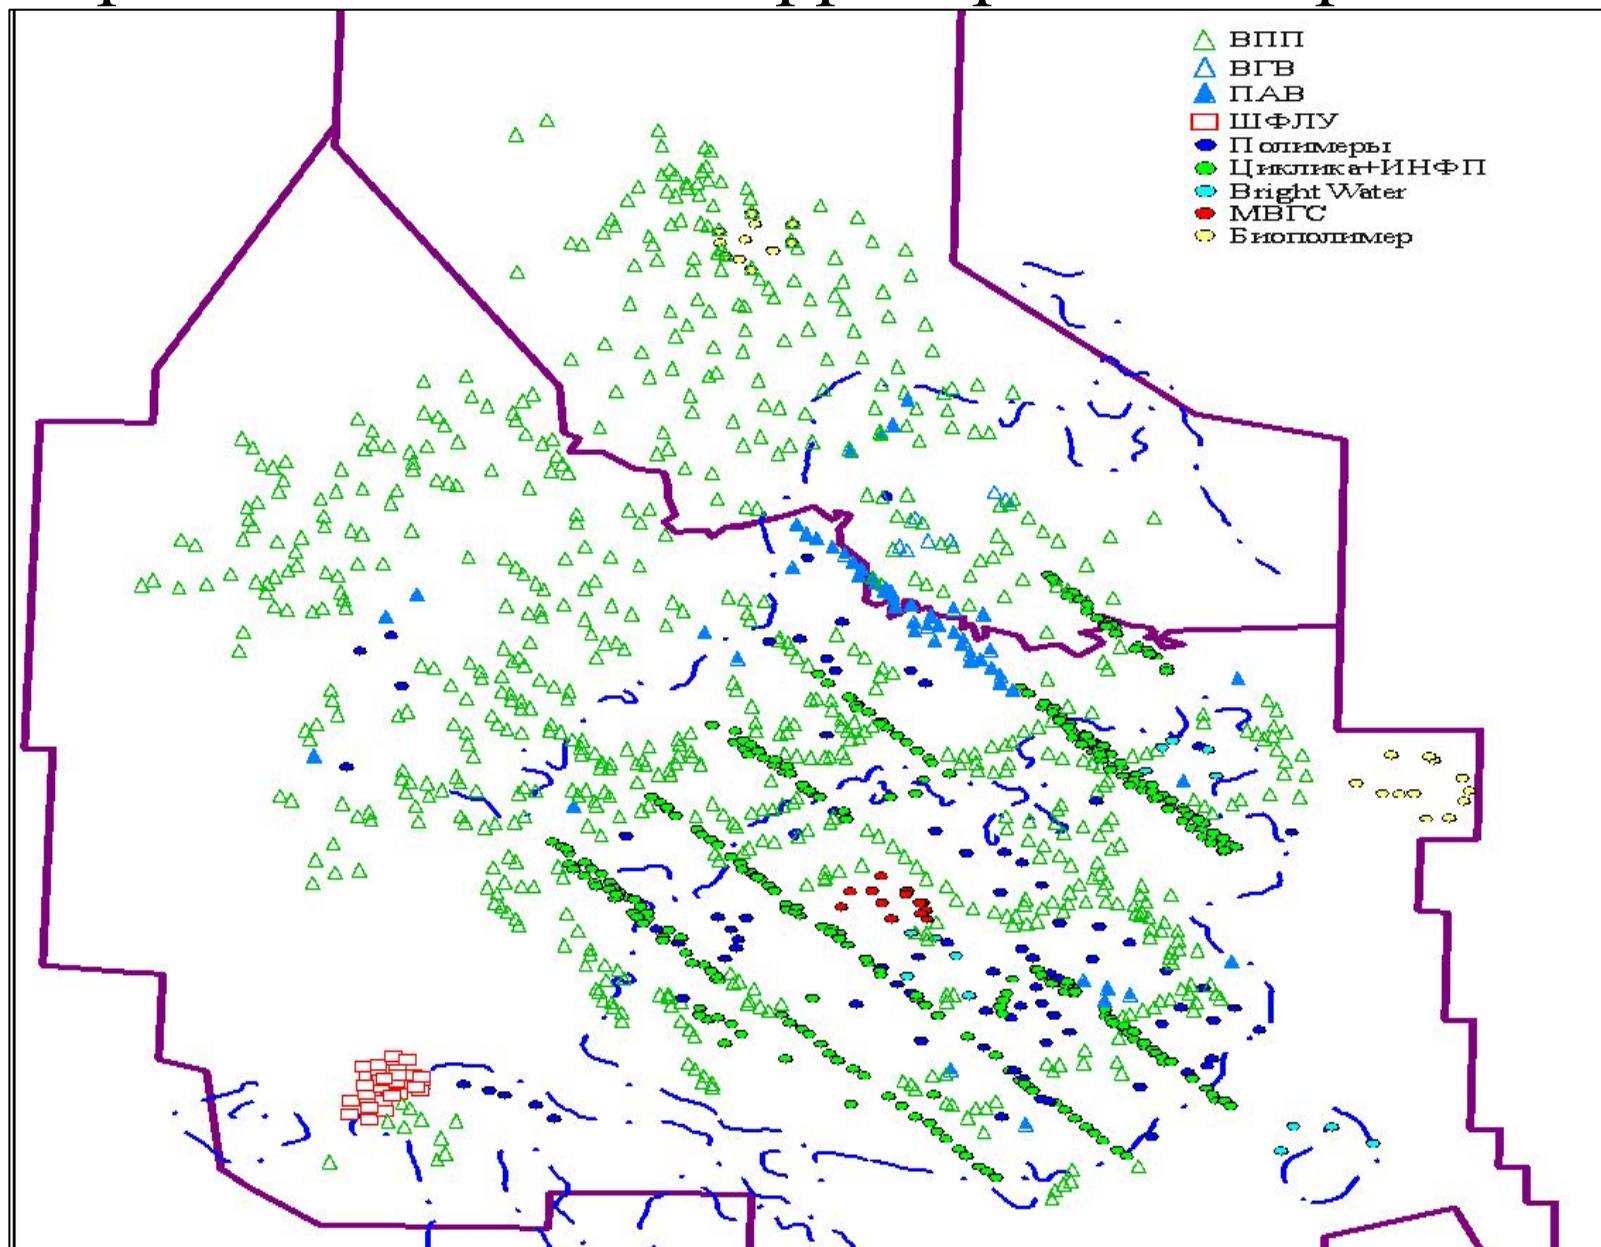 ВПП
ВГВ
ПАВ
ШФЛУ
Полимеры
Циклика+ИНФП
Bright Water
МВГС
Биополимер